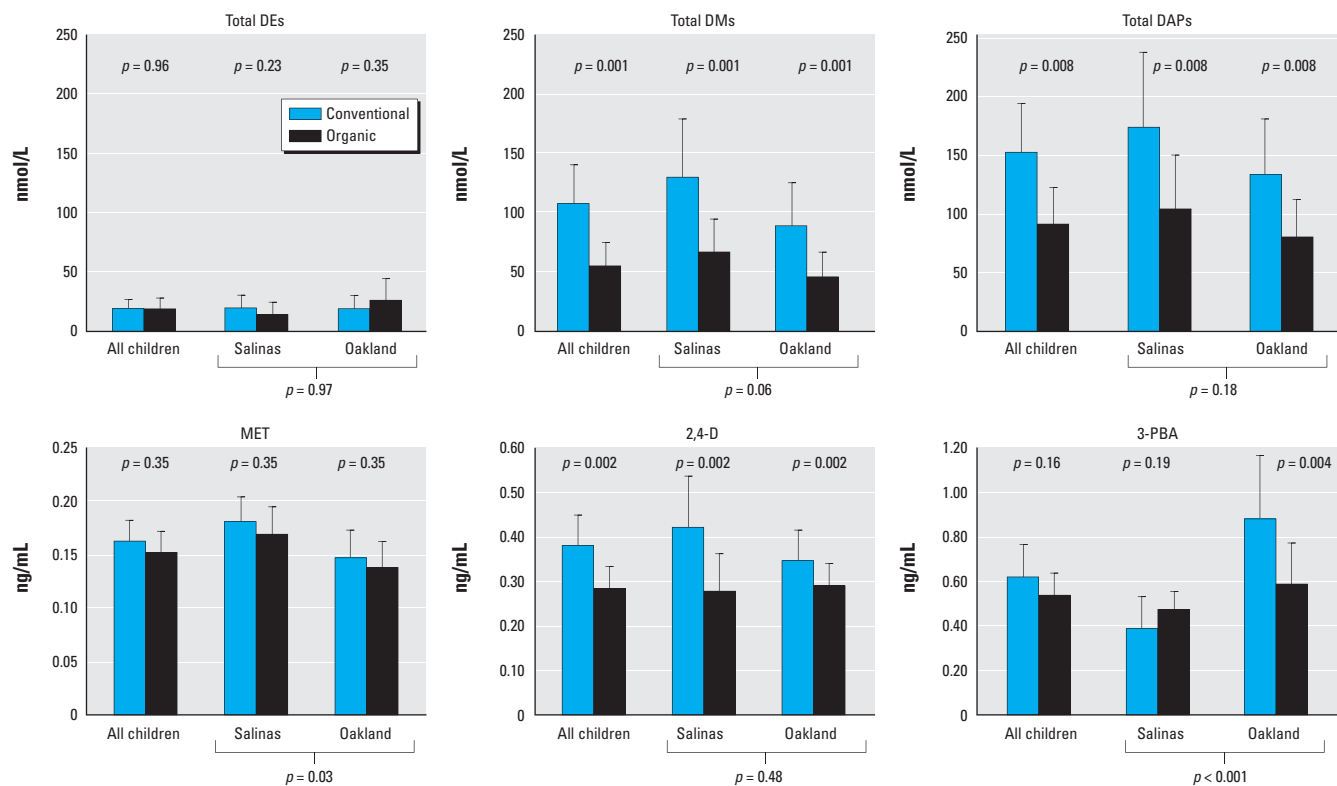 Total DEs
250
200
150
100
50
0
nmol/L
p = 0.96 p = 0.23 p = 0.35
Conventional
Organic
All children Salinas Oakland
p = 0.97
Total DMs
250
200
150
100
50
0
nmol/L
p = 0.001 p = 0.001 p = 0.001
All children Salinas Oakland
p = 0.06
Total DAPs
250
200
150
100
50
0
nmol/L
p = 0.008 p = 0.008 p = 0.008
All children Salinas Oakland
p = 0.18
MET
0.25
0.20
0.15
0.10
0.05
0
ng/mL
p = 0.35 p = 0.35 p = 0.35
All children Salinas Oakland
p = 0.03
2,4-D
0.60
0.50
0.40
0.30
0.20
0.10
0
ng/mL
p = 0.002 p = 0.002 p = 0.002
All children Salinas Oakland
p = 0.48
3-PBA
1.20
1.00
0.80
0.60
0.40
0.20
0
ng/mL
p = 0.16 p = 0.19 p = 0.004
All children Salinas Oakland
p < 0.001